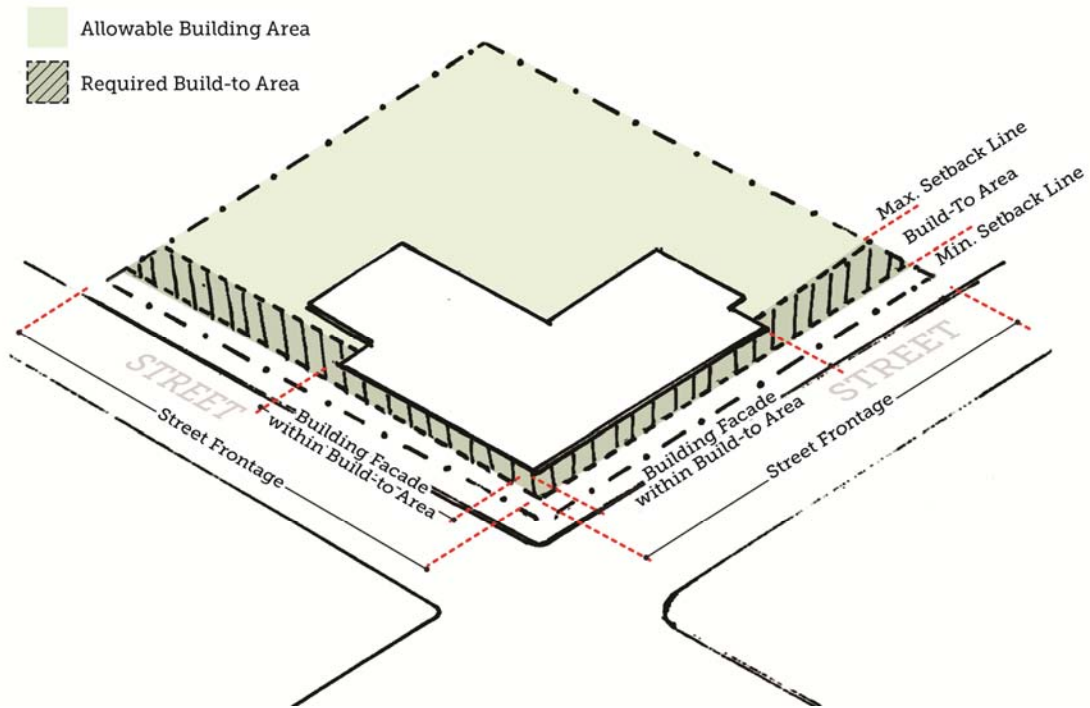 Allowable Building Area
Required Build-to Area
Max. Setback Line
Build-To Area
Min. Setback Line
STREET
STREET
Building Facade
within Build-to Area
Street Frontage
Building Facade
within Build-to Area
Street Frontage